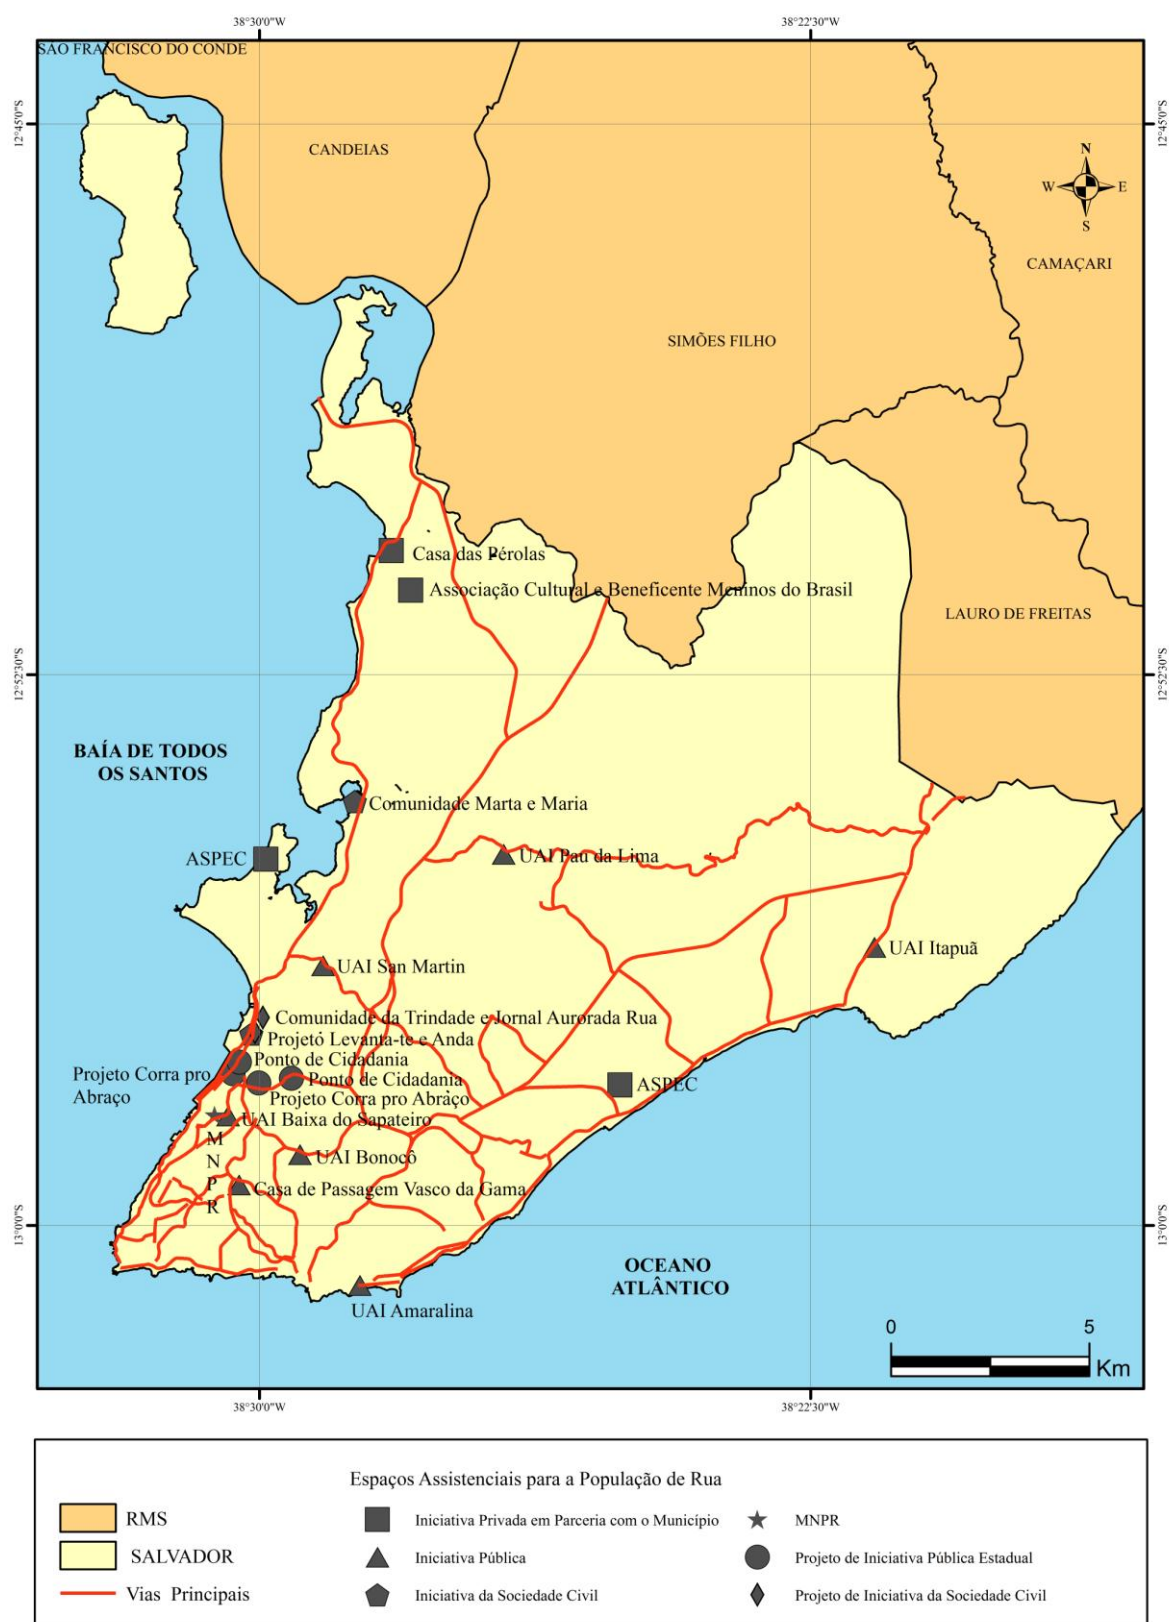 38°30'0"W
38°22'30"W
SÃO FRANCISCO DO CONDE
12°45'0"S
12°45'0"S
CANDEIAS
N
W
E
S
CAMAÇARI
SIMÕES FILHO
Casa das Pérolas
Associação Cultural e Beneficente Meninos do Brasil
LAURO DE FREITAS
12°52'30"S
12°52'30"S
BAÍA DE TODOS
OS SANTOS
Comunidade Marta e Maria
ASPEC
UAI Pau da Lima
UAI Itapuã
UAI San Martin
Comunidade da Trindade e Jornal Aurorada Rua
Projetó Levanta-te e Anda
Ponto de Cidadania
Projeto Corra pro
Abraço
Ponto de Cidadania
ASPEC
Projeto Corra pro Abraço
UAI Baixa do Sapateiro
M
N
P
R
UAI Bonocô
Casa de Passagem Vasco da Gama
13°0'0"S
13°0'0"S
OCEANO
ATLÂNTICO
UAI Amaralina
0
5
Km
38°30'0"W
38°22'30"W
Espaços Assistenciais para a População de Rua
RMS
Iniciativa Privada em Parceria com o Município
MNPR
SALVADOR
Iniciativa Pública
Projeto de Iniciativa Pública Estadual
Vias Principais
Iniciativa da Sociedade Civil
Projeto de Iniciativa da Sociedade Civil